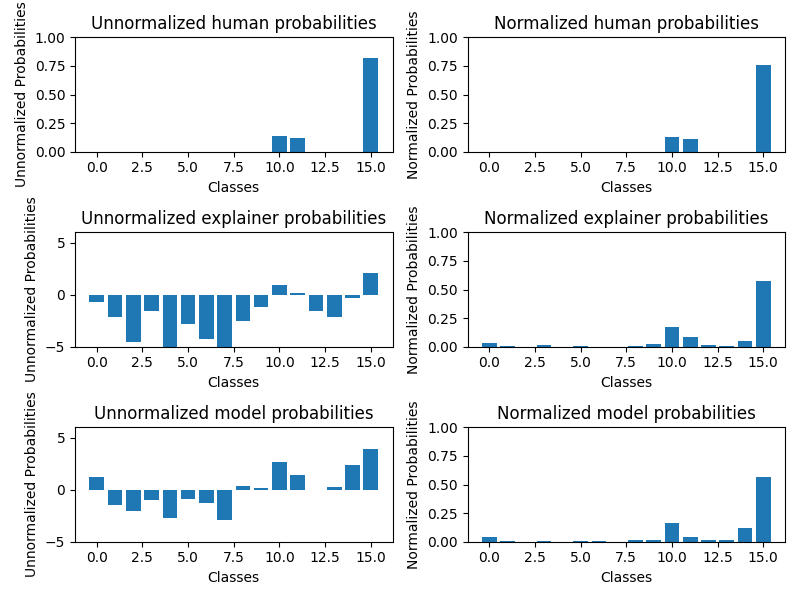 Unnormalized human probabilities
Unnormalized Probabilities
1.00
0.75
0.50
0.25
0.00
0.0 2.5 5.0 7.5 10.0 12.5 15.0
Classes
Normalized human probabilities
Normalized Probabilities
1.00
0.75
0.50
0.25
0.00
0.0 2.5 5.0 7.5 10.0 12.5 15.0
Classes
Unnormalized explainer probabilities
Unnormalized Probabilities
5
0
−5
0.0 2.5 5.0 7.5 10.0 12.5 15.0
Classes
Normalized explainer probabilities
Normalized Probabilities
1.00
0.75
0.50
0.25
0.00
0.0 2.5 5.0 7.5 10.0 12.5 15.0
Classes
Unnormalized model probabilities
Unnormalized Probabilities
5
0
−5
0.0 2.5 5.0 7.5 10.0 12.5 15.0
Classes
Normalized model probabilities
Normalized Probabilities
1.00
0.75
0.50
0.25
0.00
0.0 2.5 5.0 7.5 10.0 12.5 15.0
Classes